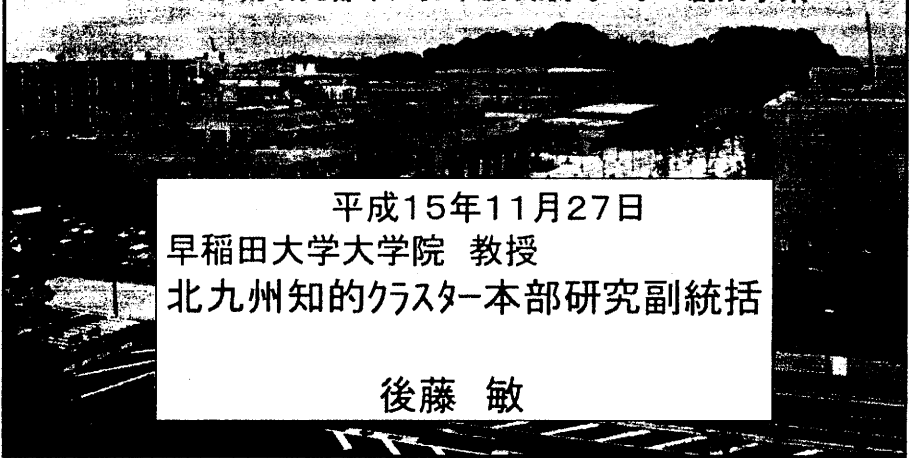 平成15年11月27日
早稲田大学大学院 教授
北九州知的クラスター本部研究副統括
後藤 敏